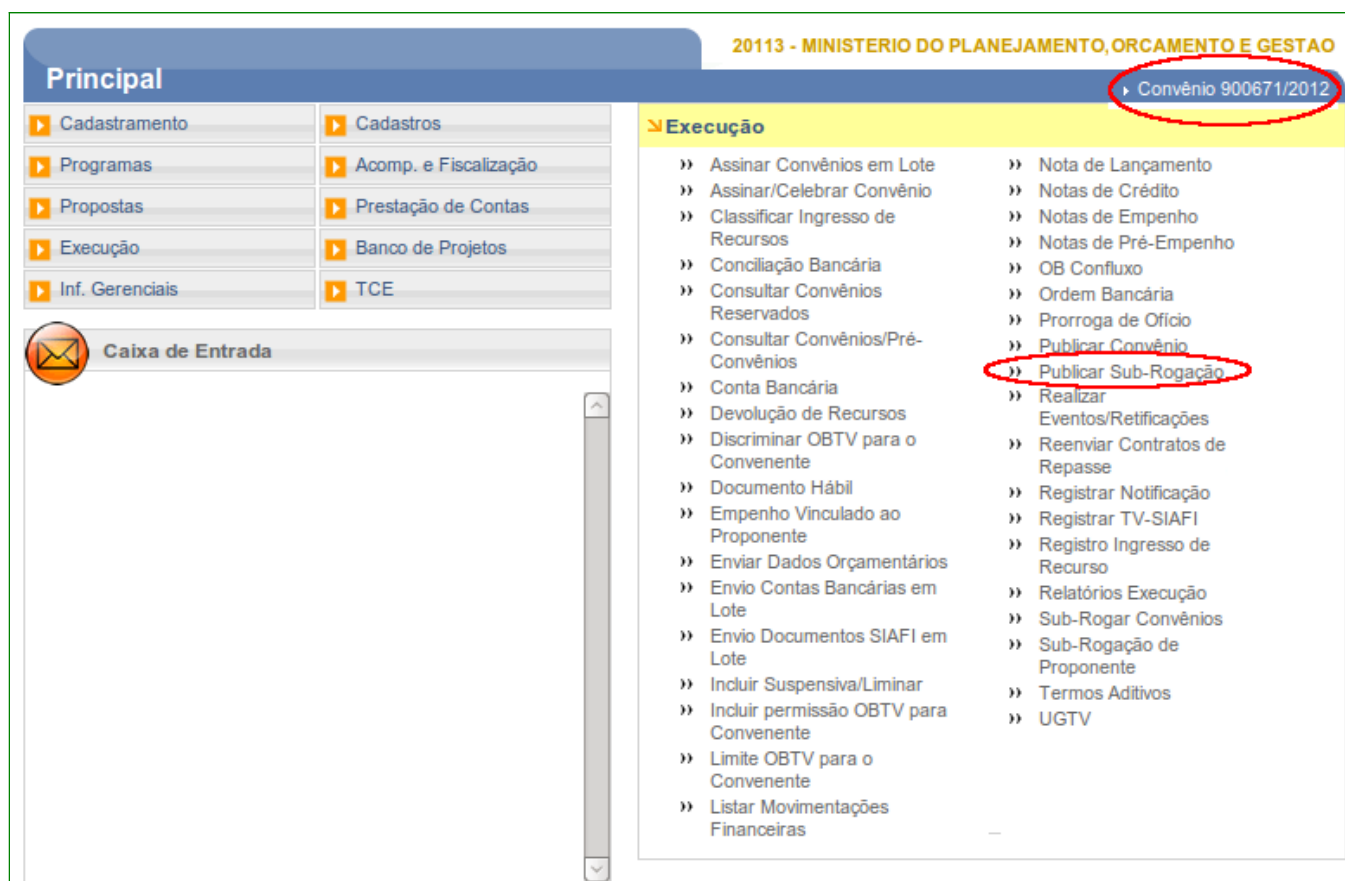 20113 - MINISTERIO DO PLANEJAMENTO, ORCAMENTO E GESTAO
Principal
Convênio 900671/2012
Cadastramento
Cadastros
Programas
Acomp. e Fiscalização
Propostas
Prestação de Contas
Execução
Banco de Projetos
Inf. Gerenciais
TCE
Caixa de Entrada
Execução
Assinar Convênios em Lote
Assinar/Celebrar Convênio
Classificar Ingresso de
Recursos
Conciliação Bancária
Consultar Convênios
Reservados
Consultar Convênios/Pré-
Convênios
Conta Bancária
Devolução de Recursos
Discriminar OBTV para o
Convenente
Documento Hábil
Empenho Vinculado ao
Proponente
Enviar Dados Orçamentários
Envio Contas Bancárias em
Lote
Envio Documentos SIAFI em
Lote
Incluir Suspensiva/Liminar
Incluir permissão OBTV para
Convenente
Limite OBTV para o
Convenente
Listar Movimentações
Financeiras
Nota de Lançamento
Notas de Crédito
Notas de Empenho
Notas de Pré-Empenho
OB Confluxo
Ordem Bancária
Prorroga de Ofício
Publicar Convênio
Publicar Sub-Rogação
Realizar
Eventos/Retificações
Reenviar Contratos de
Repasse
Registrar Notificação
Registrar TV-SIAFI
Registro Ingresso de
Recurso
Relatórios Execução
Sub-Rogar Convênios
Sub-Rogação de
Proponente
Termos Aditivos
UGTV